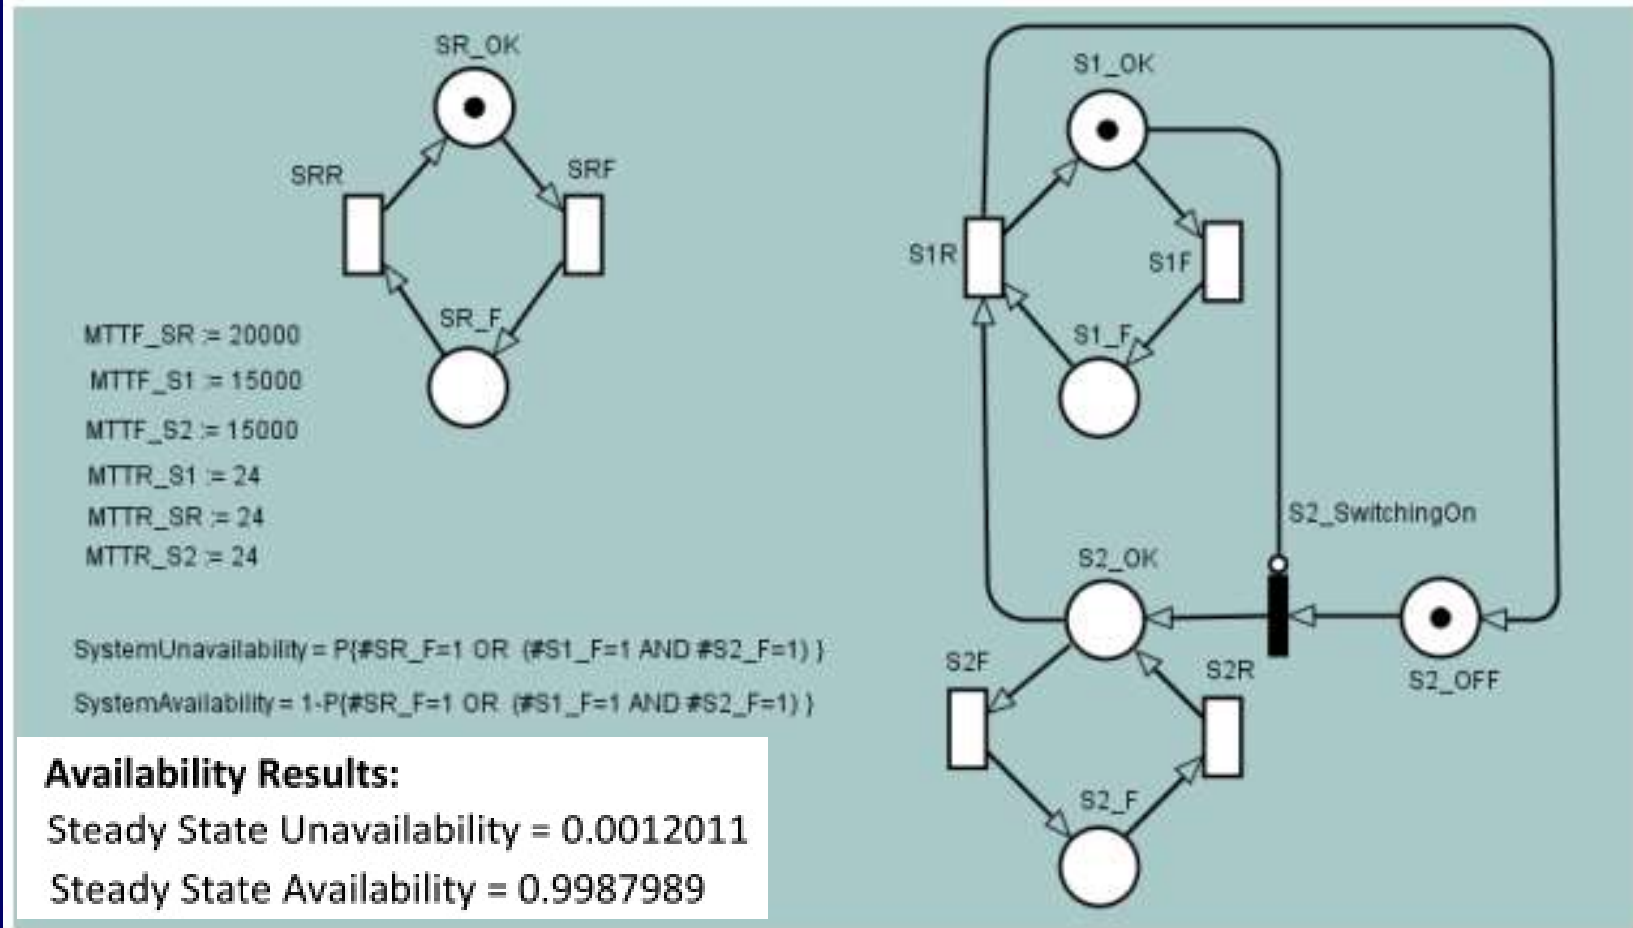 SR_OK
SRR
SRF
SR_F
MTTF_SR := 20000
MTTF_S1 := 15000
MTTF_S2 := 15000
MTTR_S1 := 24
MTTR_SR := 24
MTTR_S2 := 24
SystemUnavailability = P{#SR_F=1 OR (#S1_F=1 AND #S2_F=1) }
SystemAvailability = 1-P{#SR_F=1 OR (#S1_F=1 AND #S2_F=1) }
Availability Results:
Steady State Unavailability = 0.0012011
Steady State Availability = 0.9987989
S1_OK
S1R
S1F
S1_F
S2_SwitchingOn
S2_OK
S2_OFF
S2F
S2R
S2_F